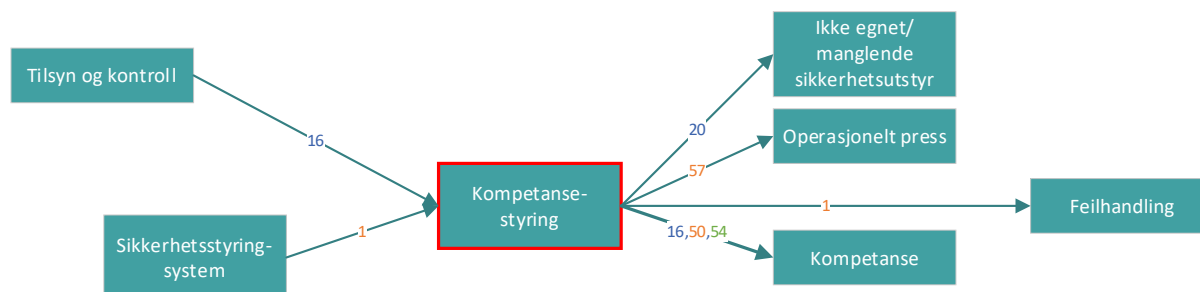 Tilsyn og kontroll
16
Sikkerhetsstyring-
system
1
Kompetanse-
styring
20
57
1
16,50,54
Ikke egnet/
manglende
sikkerhetsutstyr
Operasjonelt press
Feilhandling
Kompetanse